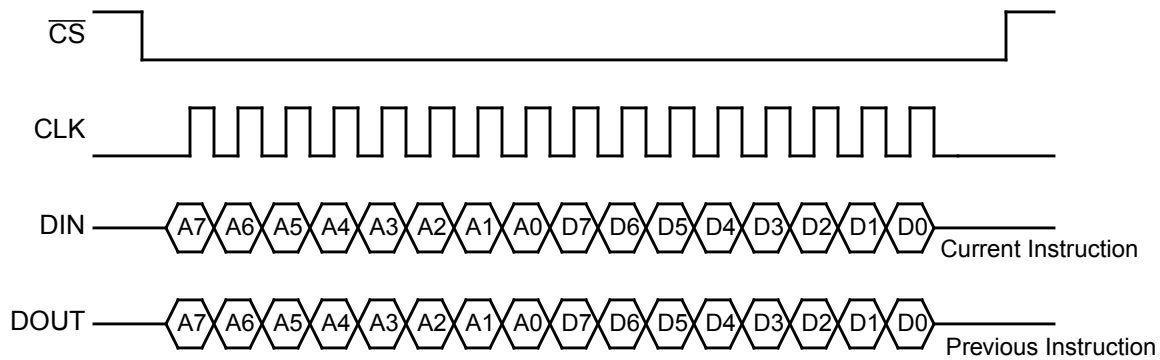 CS
CLK
DIN A7 A6 A5 A4 A3 A2 A1 A0 D7 D6 D5 D4 D3 D2 D1 D0 Current Instruction
DOUT A7 A6 A5 A4 A3 A2 A1 A0 D7 D6 D5 D4 D3 D2 D1 D0 Previous Instruction